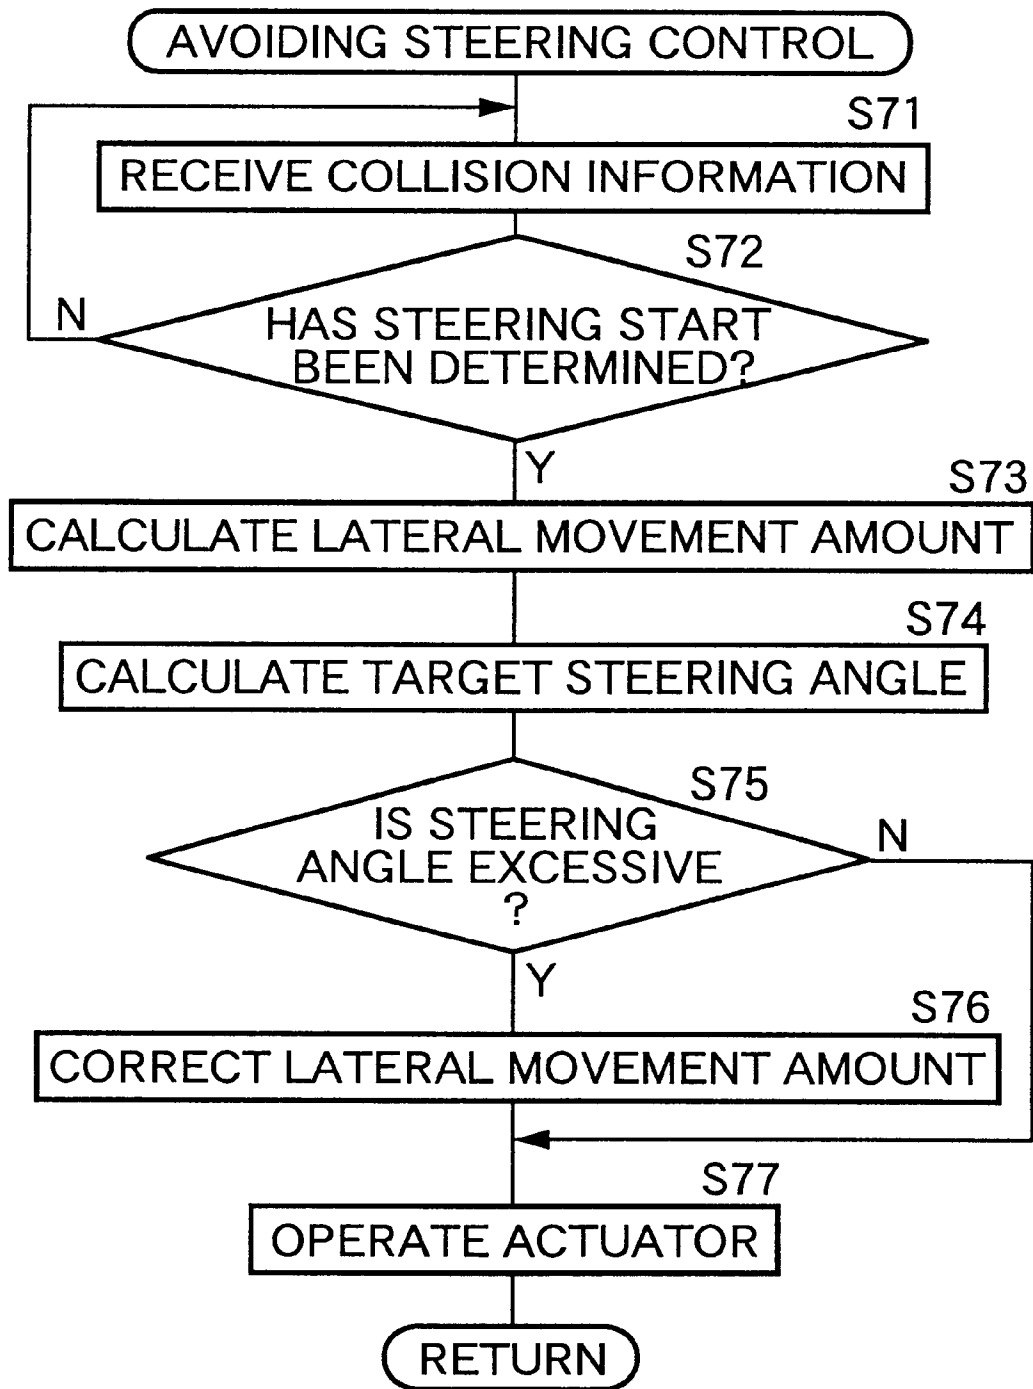 AVOIDING STEERING CONTROL
S71
RECEIVE COLLISION INFORMATION
S72
N
HAS STEERING START
BEEN DETERMINED?
Y
S73
CALCULATE LATERAL MOVEMENT AMOUNT
S74
CALCULATE TARGET STEERING ANGLE
S75
IS STEERING
ANGLE EXCESSIVE
?
N
Y
S76
CORRECT LATERAL MOVEMENT AMOUNT
S77
OPERATE ACTUATOR
RETURN